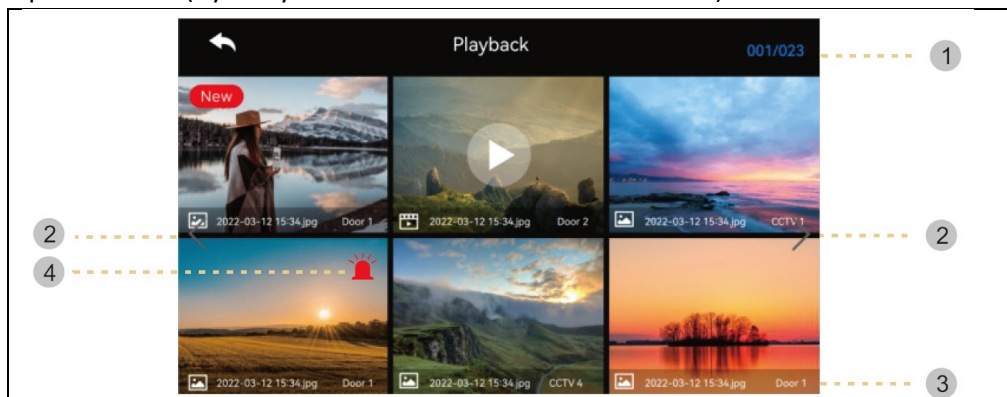 Playback
001/023
1
New
2022-03-12 15:34.jpg Door 1
2022-03-12 15:34.jpg Door 2
2022-03-12 15:34.jpg CCTV 1
2
2
4
2022-03-12 15:34.jpg Door 1
2022-03-12 15:34.jpg CCTV 4
2022-03-12 15:34.jpg Door 1
3